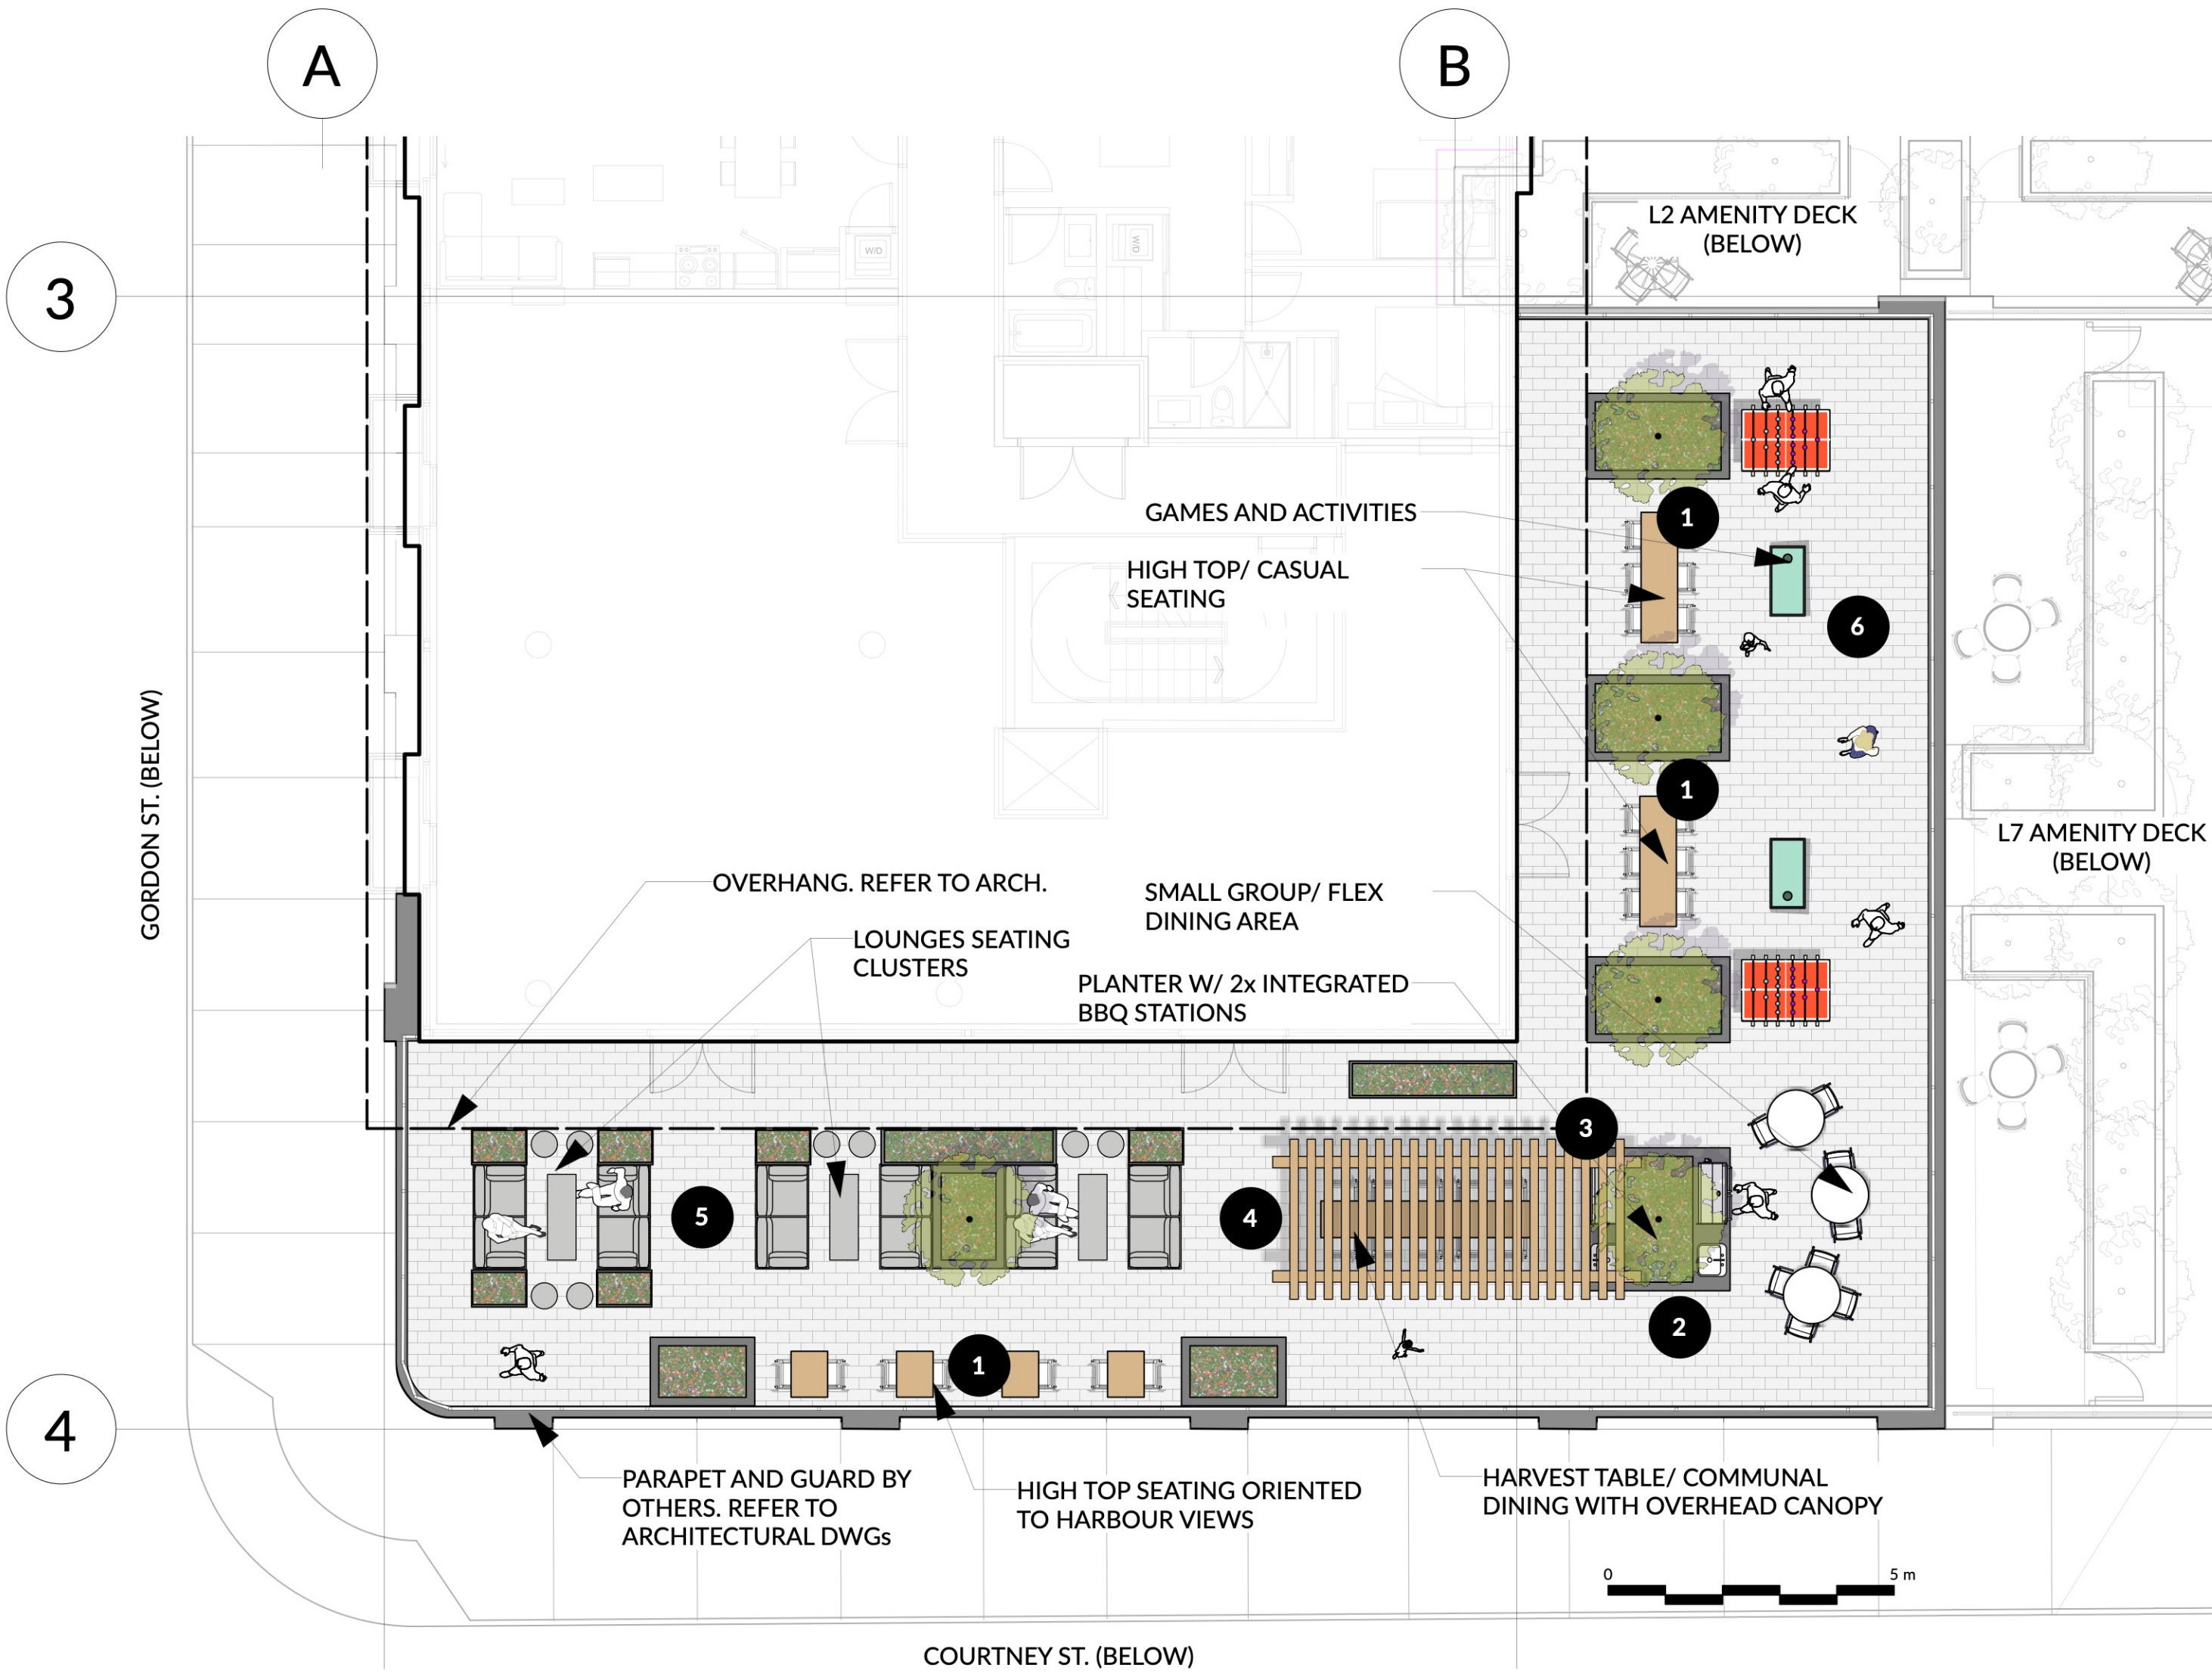 A
B
3
L2 AMENITY DECK
(BELOW)
W/D
W/D
GAMES AND ACTIVITIES
1
HIGH TOP/ CASUAL
SEATING
6
GORDON ST. (BELOW)
1
L7 AMENITY DECK
(BELOW)
OVERHANG. REFER TO ARCH.
SMALL GROUP/ FLEX
DINING AREA
LOUNGES SEATING
CLUSTERS
PLANTER W/ 2x INTEGRATED
BBQ STATIONS
3
5
4
2
1
4
PARAPET AND GUARD BY
OTHERS. REFER TO
ARCHITECTURAL DWGs
HIGH TOP SEATING ORIENTED
TO HARBOUR VIEWS
HARVEST TABLE/ COMMUNAL
DINING WITH OVERHEAD CANOPY
0 5 m
COURTNEY ST. (BELOW)